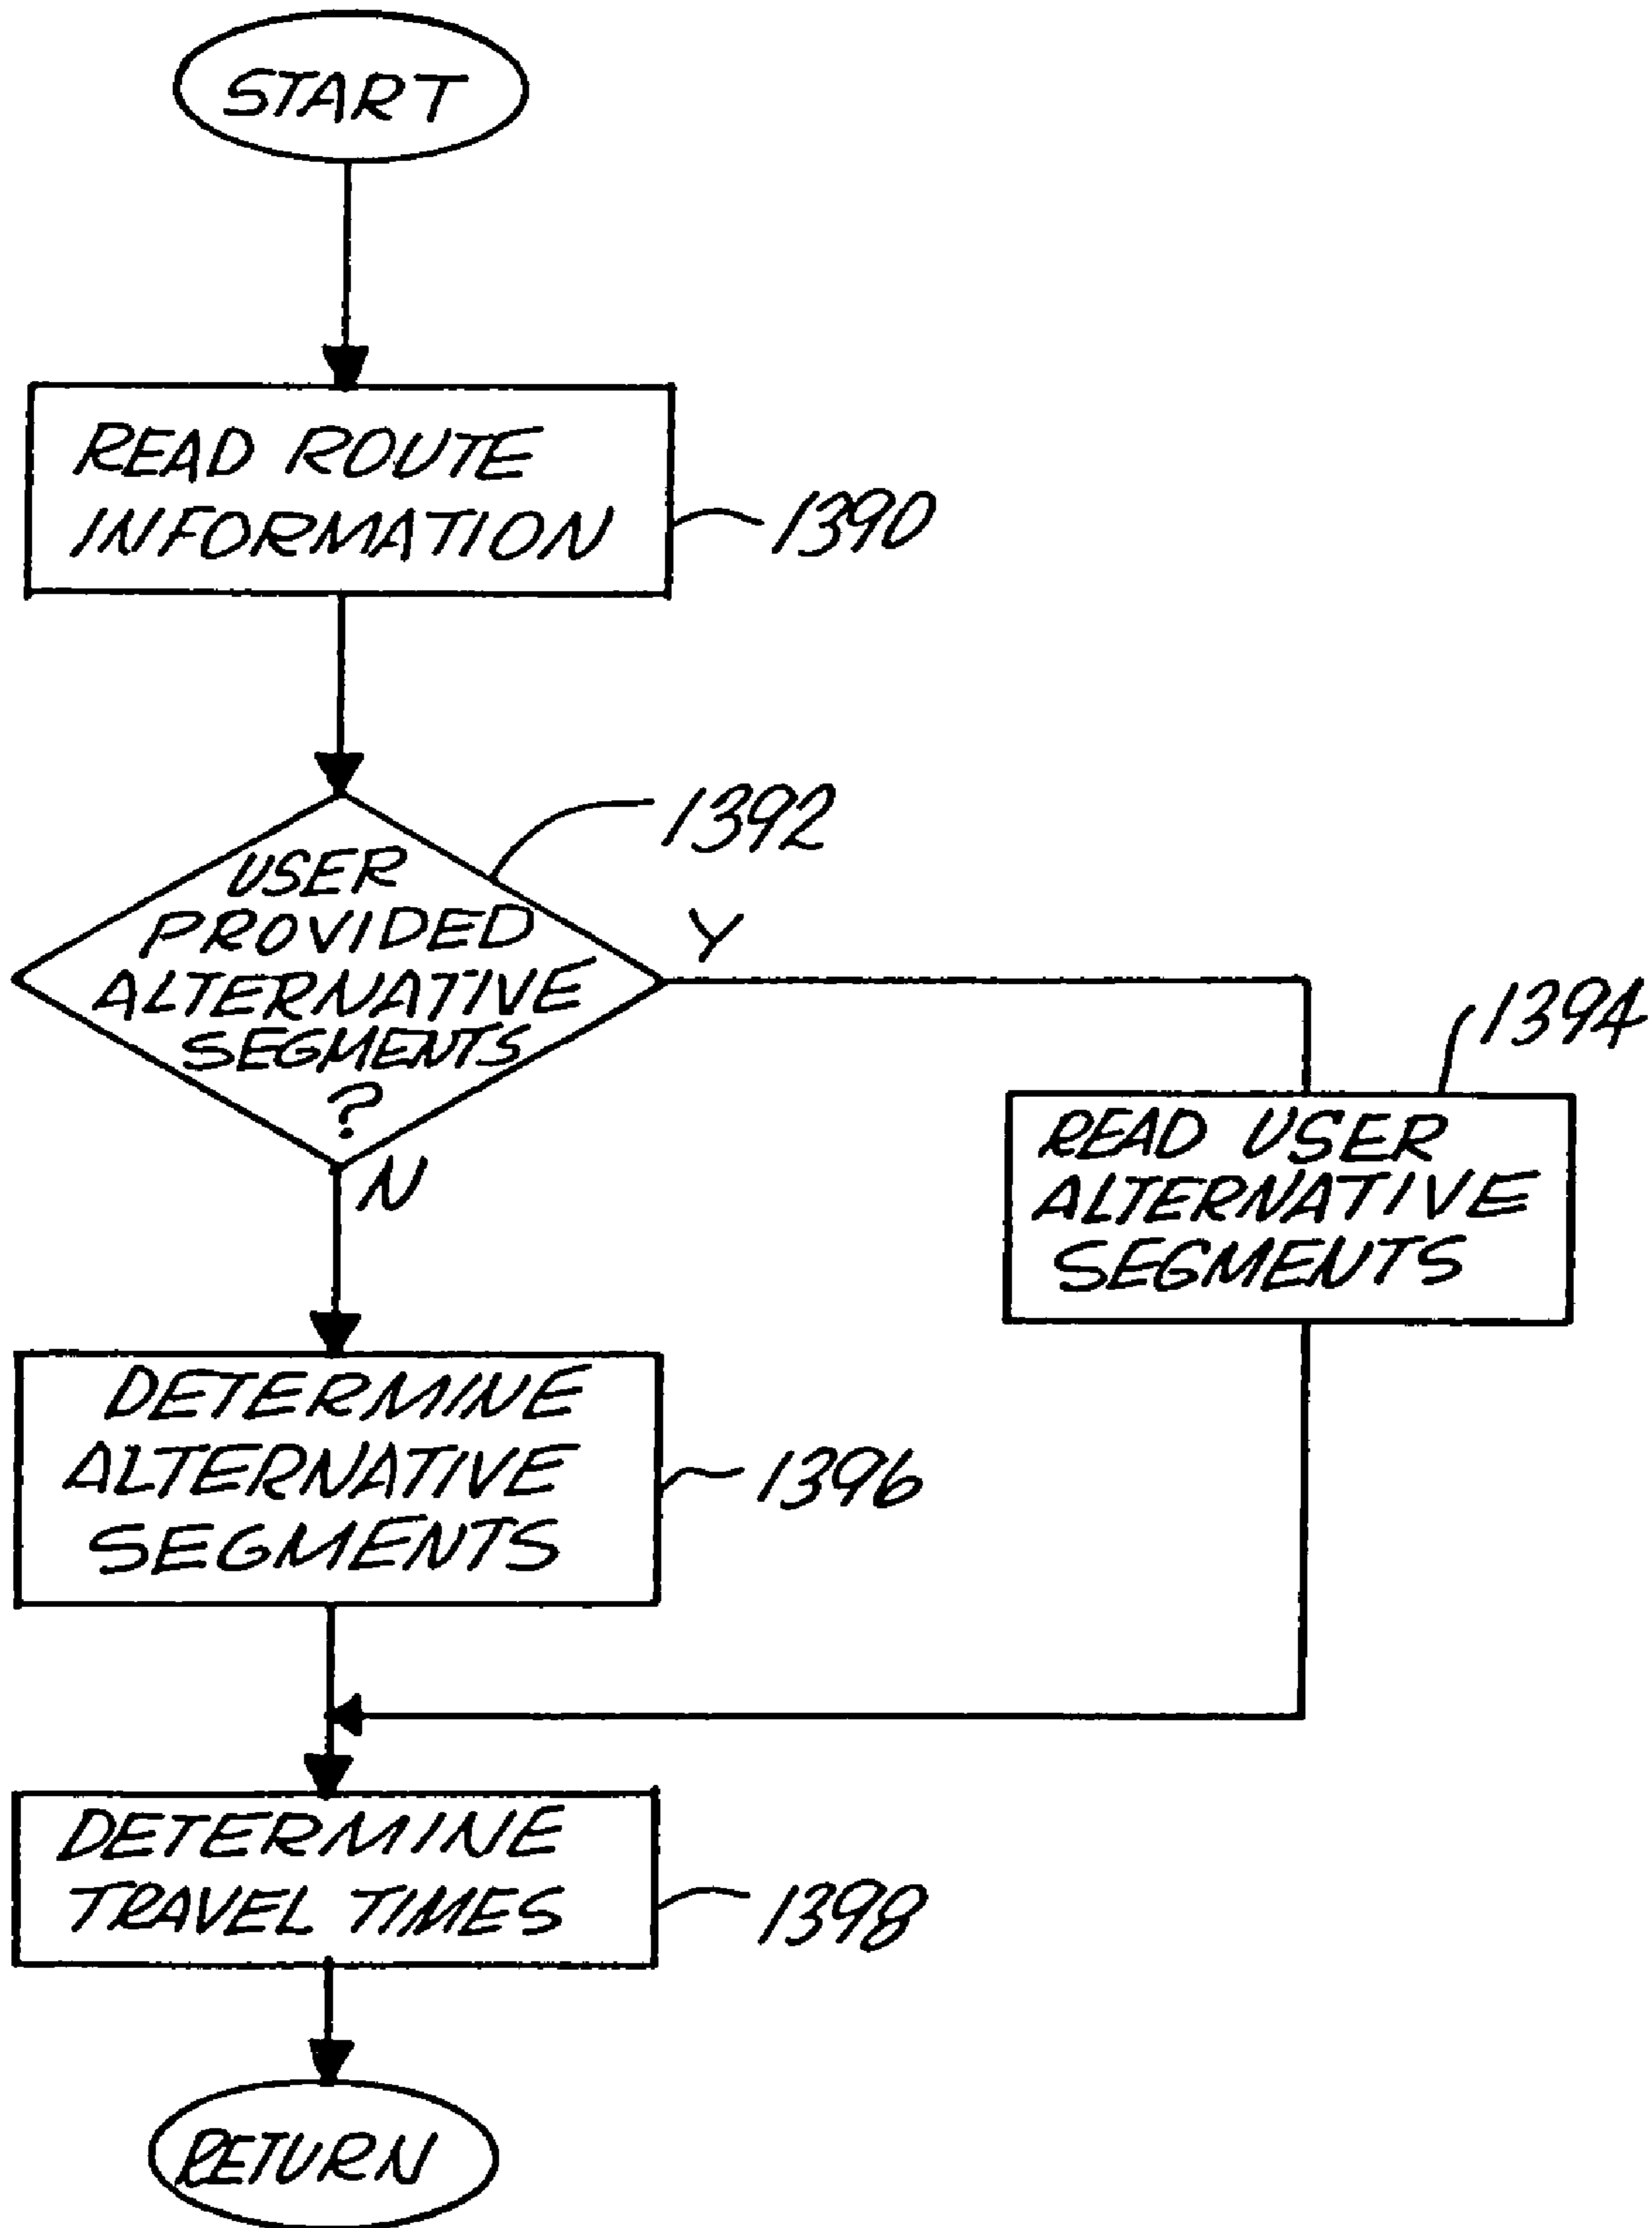 START
READ ROUTE
INFORMATION
1390
1392
USER
PROVIDED
ALTERNATIVE
SEGMENTS
?
Y
N
1394
READ USER
ALTERNATIVE
SEGMENTS
DETERMINE
ALTERNATIVE
SEGMENTS
1396
DETERMINE
TRAVEL TIMES
1398
RETURN